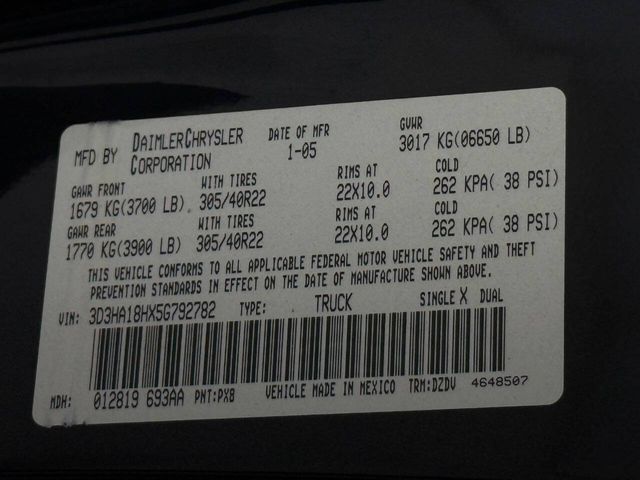 MFD BY DAIMLERCHRYSLER CORPORATION DATE OF MFR 1-05 GVWR 3017 KG(06650 LB)
GAWR FRONT WITH TIRES RIMS AT COLD
1679 KG(3700 LB) 305/40R22 22X10.0 262 KPA( 38 PSI)
GAWR REAR WITH TIRES RIMS AT COLD
1770 KG(3900 LB) 305/40R22 22X10.0 262 KPA( 38 PSI)
THIS VEHICLE CONFORMS TO ALL APPLICABLE FEDERAL MOTOR VEHICLE SAFETY AND THEFT
PREVENTION STANDARDS IN EFFECT ON THE DATE OF MANUFACTURE SHOWN ABOVE.
VIN: 3D3HA18HX5G792782 TYPE: TRUCK SINGLE X DUAL
MDH: 012819 693AA PNT:PX8 VEHICLE MADE IN MEXICO TRM:DZDV 4648507